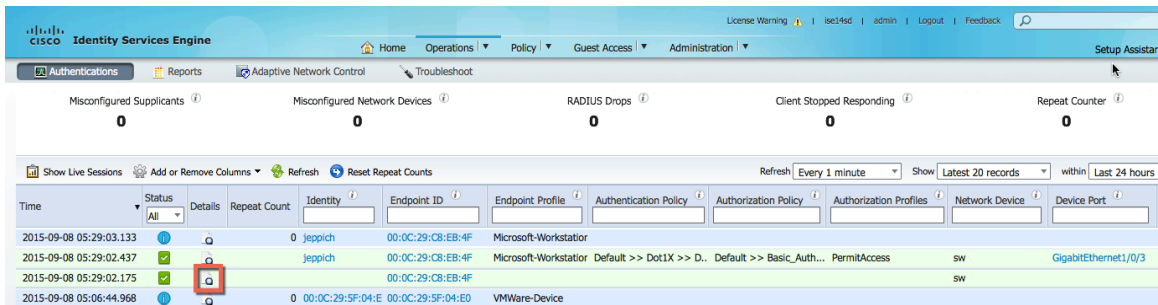 License Warning | ise14sd | admin | Logout | Feedback
CISCO Identity Services Engine
Home Operations Policy Guest Access Administration
Setup Assistan
Authentications Reports Adaptive Network Control Troubleshoot
Misconfigured Supplicants Misconfigured Network Devices RADIUS Drops Client Stopped Responding Repeat Counter
0 0 0 0 0
Show Live Sessions Add or Remove Columns Refresh Reset Repeat Counts Refresh Every 1 minute Show Latest 20 records within Last 24 hours
Time Status Details Repeat Count Identity Endpoint ID Endpoint Profile Authentication Policy Authorization Policy Authorization Profiles Network Device Device Port
All
2015-09-08 05:29:03.133 0 jeppich 00:0C:29:C8:EB:4F Microsoft-Workstation
2015-09-08 05:29:02.437 jeppich 00:0C:29:C8:EB:4F Microsoft-Workstation Default >> Dot1X >> D.. Default >> Basic_Auth... PermitAccess sw GigabitEthernet1/0/3
2015-09-08 05:29:02.175 00:0C:29:C8:EB:4F sw
2015-09-08 05:06:44.968 0 00:0C:29:5F:04:E 00:0C:29:5F:04:E0 VMWare-Device